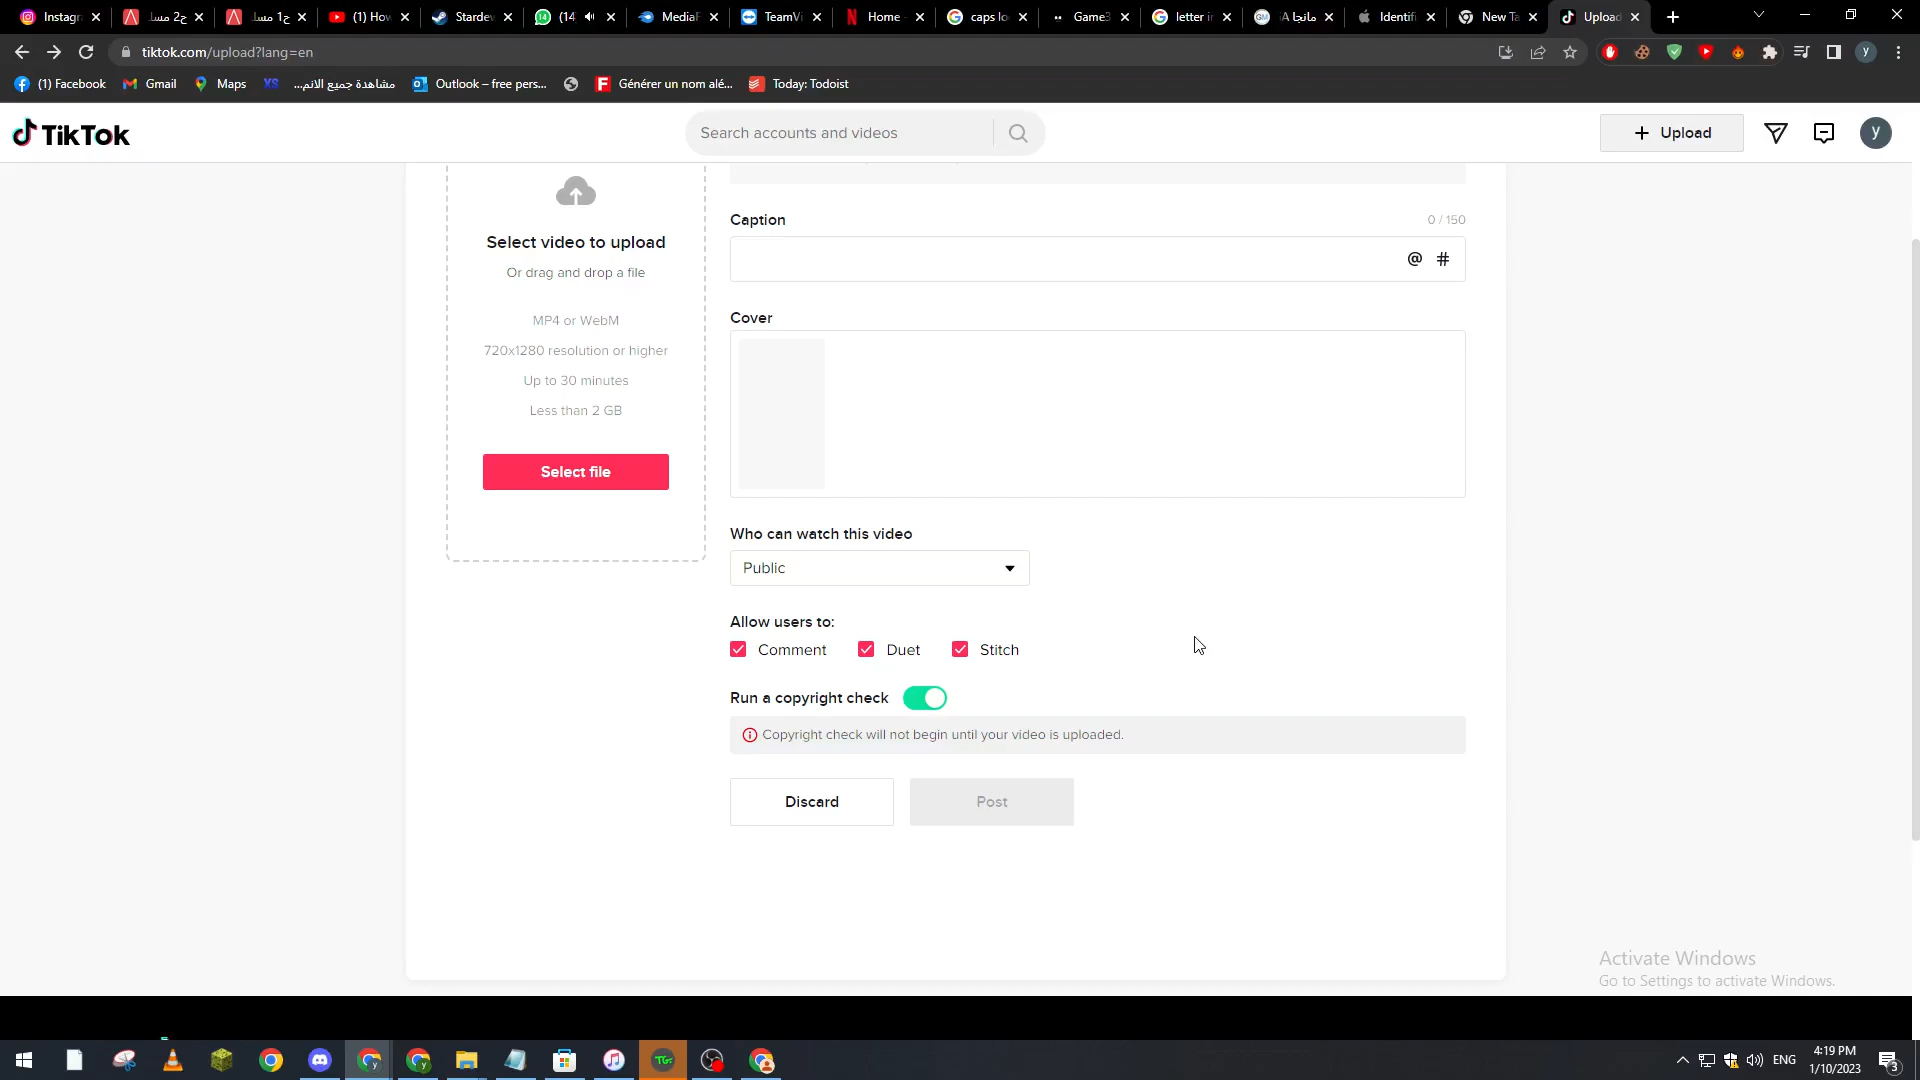 Instagr
ح2 مسا
ح1 مسا
(1) How
Stardev
(14
MediaF
TeamVi
Home
caps lo
Game3
letter i
مانجا A
Identifi
New Ta
Upload
tiktok.com/upload?lang=en
y
(1) Facebook
Gmail
Maps
XS
مشاهدة جميع الانم...
Outlook – free pers...
Générer un nom alé...
Today: Todoist
TikTok
Search accounts and videos
Upload
y
Select video to upload
Or drag and drop a file
MP4 or WebM
720x1280 resolution or higher
Up to 30 minutes
Less than 2 GB
Select file
Caption
0 / 150
@ #
Cover
Who can watch this video
Public
Allow users to:
Comment Duet Stitch
Run a copyright check
Copyright check will not begin until your video is uploaded.
Discard
Post
Activate Windows
Go to Settings to activate Windows.
ENG
4:19 PM
1/10/2023
3